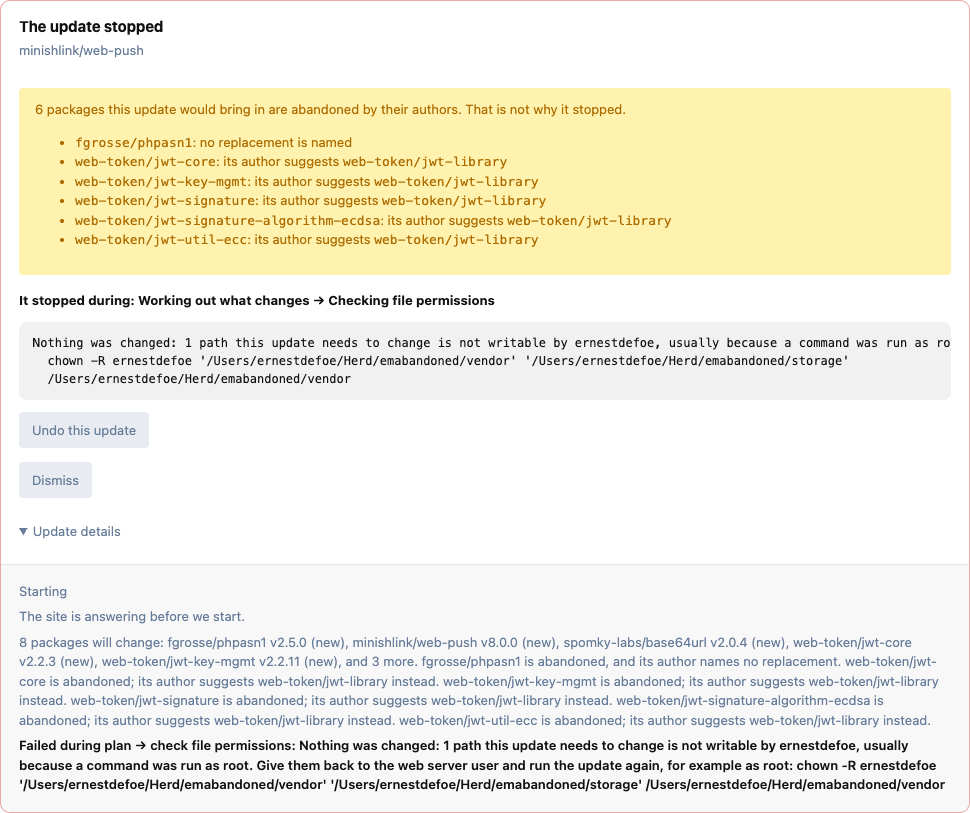 The update stopped
minishlink/web-push
6 packages this update would bring in are abandoned by their authors. That is not why it stopped.
• fgrosse/phpasn1: no replacement is named
• web-token/jwt-core: its author suggests web-token/jwt-library
• web-token/jwt-key-mgmt: its author suggests web-token/jwt-library
• web-token/jwt-signature: its author suggests web-token/jwt-library
• web-token/jwt-signature-algorithm-ecdsa: its author suggests web-token/jwt-library
• web-token/jwt-util-ecc: its author suggests web-token/jwt-library
It stopped during: Working out what changes → Checking file permissions
Nothing was changed: 1 path this update needs to change is not writable by ernestdefoe, usually because a command was run as ro
chown -R ernestdefoe '/Users/ernestdefoe/Herd/emabandoned/vendor' '/Users/ernestdefoe/Herd/emabandoned/storage'
/Users/ernestdefoe/Herd/emabandoned/vendor
Undo this update
Dismiss
▼ Update details
Starting
The site is answering before we start.
8 packages will change: fgrosse/phpasn1 v2.5.0 (new), minishlink/web-push v8.0.0 (new), spomky-labs/base64url v2.0.4 (new), web-token/jwt-core
v2.2.3 (new), web-token/jwt-key-mgmt v2.2.11 (new), and 3 more. fgrosse/phpasn1 is abandoned, and its author names no replacement. web-token/jwt-
core is abandoned; its author suggests web-token/jwt-library instead. web-token/jwt-key-mgmt is abandoned; its author suggests web-token/jwt-library
instead. web-token/jwt-signature is abandoned; its author suggests web-token/jwt-library instead. web-token/jwt-signature-algorithm-ecdsa is
abandoned; its author suggests web-token/jwt-library instead. web-token/jwt-util-ecc is abandoned; its author suggests web-token/jwt-library instead.
Failed during plan → check file permissions: Nothing was changed: 1 path this update needs to change is not writable by ernestdefoe, usually
because a command was run as root. Give them back to the web server user and run the update again, for example as root: chown -R ernestdefoe
'/Users/ernestdefoe/Herd/emabandoned/vendor' '/Users/ernestdefoe/Herd/emabandoned/storage' /Users/ernestdefoe/Herd/emabandoned/vendor